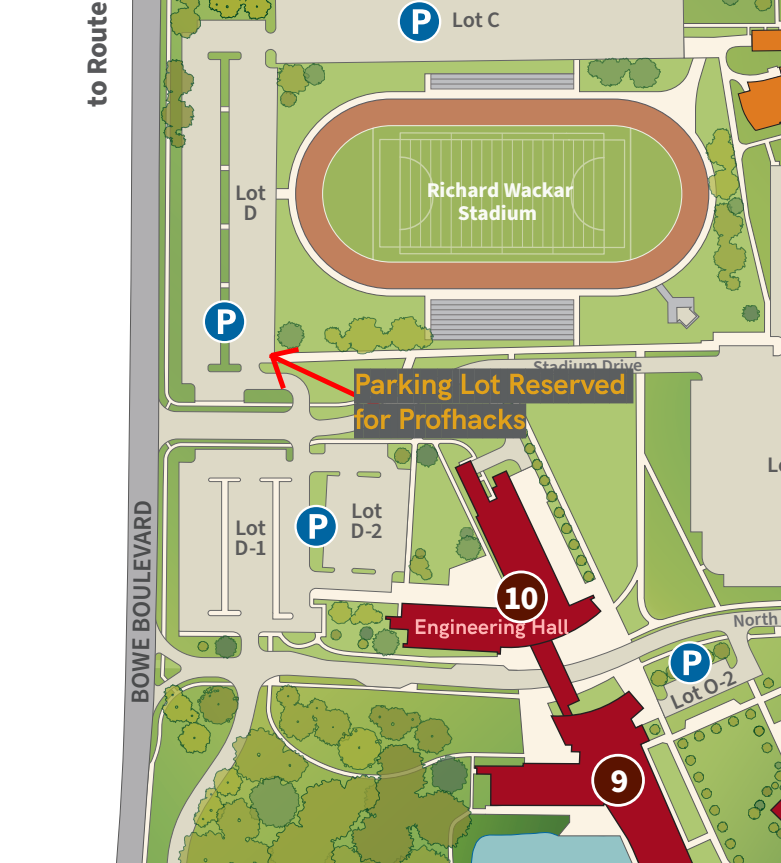 to Route
P
Lot C
Richard Wackar
Stadium
Lot
D
P
Stadium Drive
Parking Lot Reserved
for Profhacks
Lot
D-1
P
Lot
D-2
BOWE BOULEVARD
10
Engineering Hall
North
P
Lot O-2
9